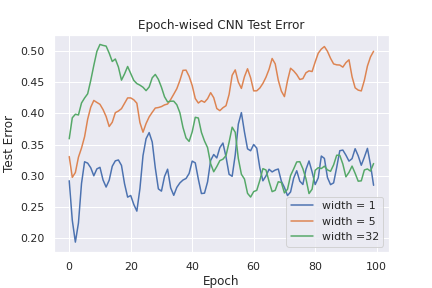 Epoch-wised CNN Test Error
Test Error
0.50
0.45
0.40
0.35
0.30
0.25
0.20
0
20
40
60
80
100
Epoch
width = 1
width = 5
width =32